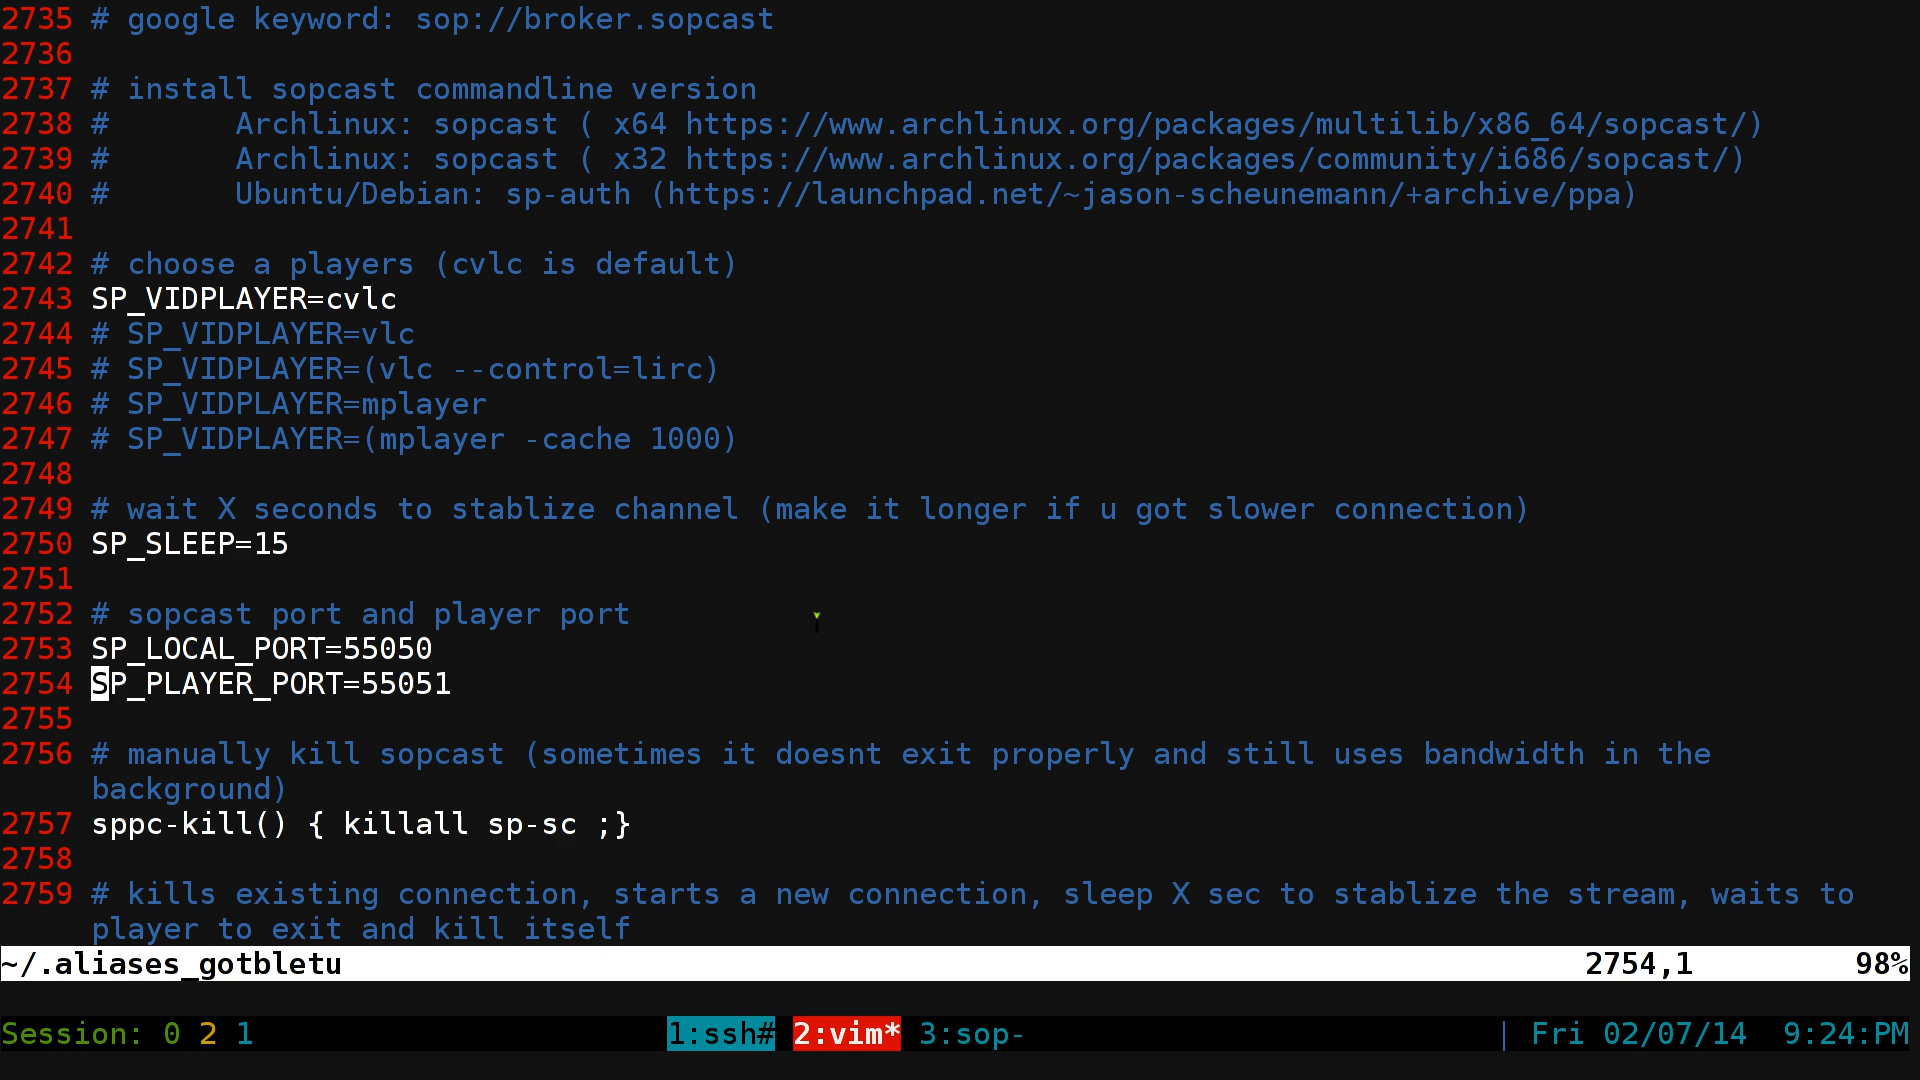 2735 # google keyword: sop://broker.sopcast
2736
2737 # install sopcast commandline version
2738 #       Archlinux: sopcast ( x64 https://www.archlinux.org/packages/multilib/x86_64/sopcast/)
2739 #       Archlinux: sopcast ( x32 https://www.archlinux.org/packages/community/i686/sopcast/)
2740 #       Ubuntu/Debian: sp-auth (https://launchpad.net/~jason-scheunemann/+archive/ppa)
2741
2742 # choose a players (cvlc is default)
2743 SP_VIDPLAYER=cvlc
2744 # SP_VIDPLAYER=vlc
2745 # SP_VIDPLAYER=(vlc --control=lirc)
2746 # SP_VIDPLAYER=mplayer
2747 # SP_VIDPLAYER=(mplayer -cache 1000)
2748
2749 # wait X seconds to stablize channel (make it longer if u got slower connection)
2750 SP_SLEEP=15
2751
2752 # sopcast port and player port
2753 SP_LOCAL_PORT=55050
2754 SP_PLAYER_PORT=55051
2755
2756 # manually kill sopcast (sometimes it doesnt exit properly and still uses bandwidth in the
background)
2757 sppc-kill() { killall sp-sc ;}
2758
2759 # kills existing connection, starts a new connection, sleep X sec to stablize the stream, waits to
player to exit and kill itself
~/.aliases_gotbletu 2754,1 98%
Session: 0 2 1 1:ssh# 2:vim* 3:sop- | Fri 02/07/14 9:24:PM